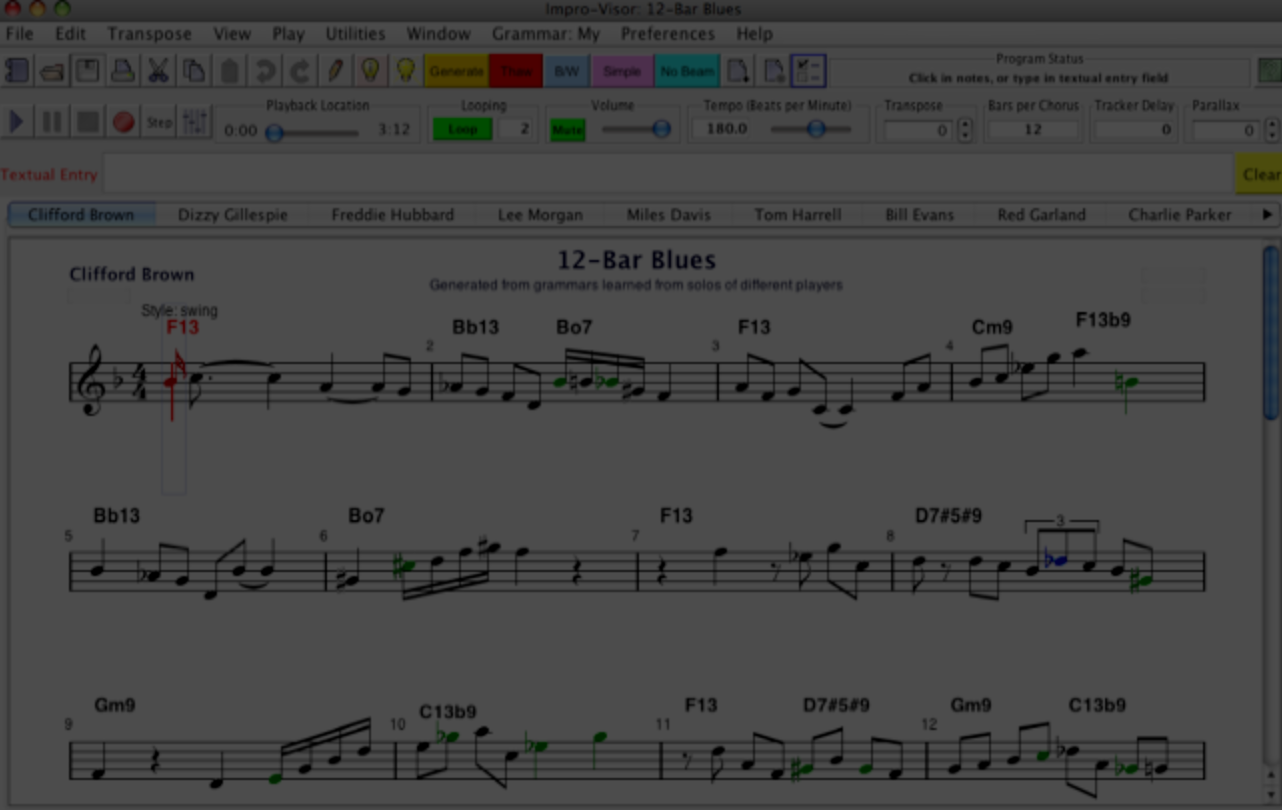 Impro-Visor: 12-Bar Blues
File Edit Transpose View Play Utilities Window Grammar: My Preferences Help
Generate B/W Simple No Beam
Program Status
Click in notes, or type in textual entry field
Step
Playback Location
0:00 3:12
Looping
Loop 2
Volume
Mute
Tempo (Beats per Minute)
180.0
Transpose
0
Bars per Chorus
12
Tracker Delay
0
Parallax
0
Textual Entry
Clear
Clifford Brown Dizzy Gillespie Freddie Hubbard Lee Morgan Miles Davis Tom Harrell Bill Evans Red Garland Charlie Parker
12-Bar Blues
Clifford Brown
Generated from grammars learned from solos of different players
Style: swing
F13 Bb13 Bo7 F13 Cm9 F13b9
2 3 4
4
4
Bb13 Bo7 F13 D7#5#9
5 6 7 8 3
Gm9 C13b9 F13 D7#5#9 Gm9 C13b9
9 10 11 12